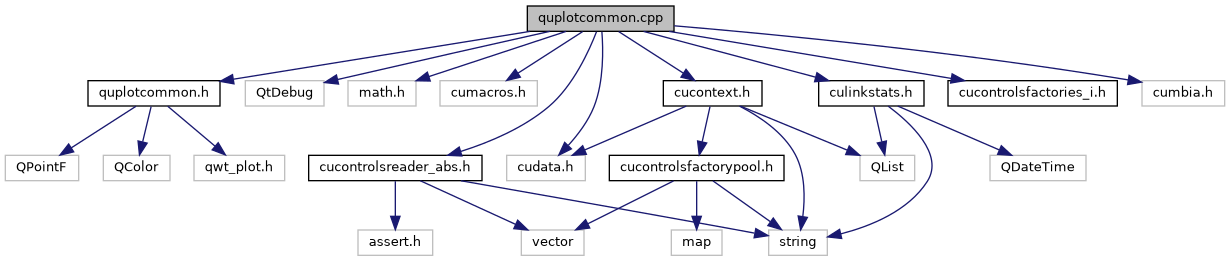 quplotcommon.cpp
quplotcommon.h
QtDebug
math.h
cumacros.h
cucontext.h
culinkstats.h
cucontrolsfactories_i.h
cumbia.h
QPointF
QColor
qwt_plot.h
cucontrolsreader_abs.h
cudata.h
cucontrolsfactorypool.h
QList
QDateTime
assert.h
vector
map
string